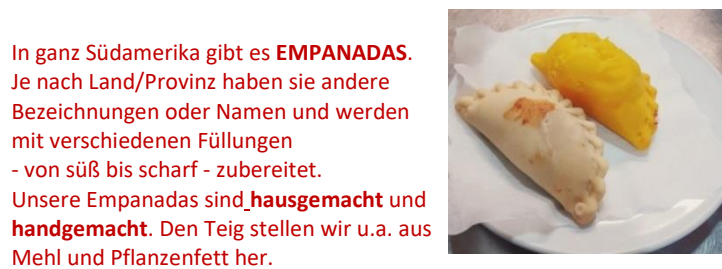 In ganz Südamerika gibt es EMPANADAS.
Je nach Land/Provinz haben sie andere
Bezeichnungen oder Namen und werden
mit verschiedenen Füllungen
- von süß bis scharf - zubereitet.
Unsere Empanadas sind hausgemacht und
handgemacht. Den Teig stellen wir u.a. aus
Mehl und Pflanzenfett her.